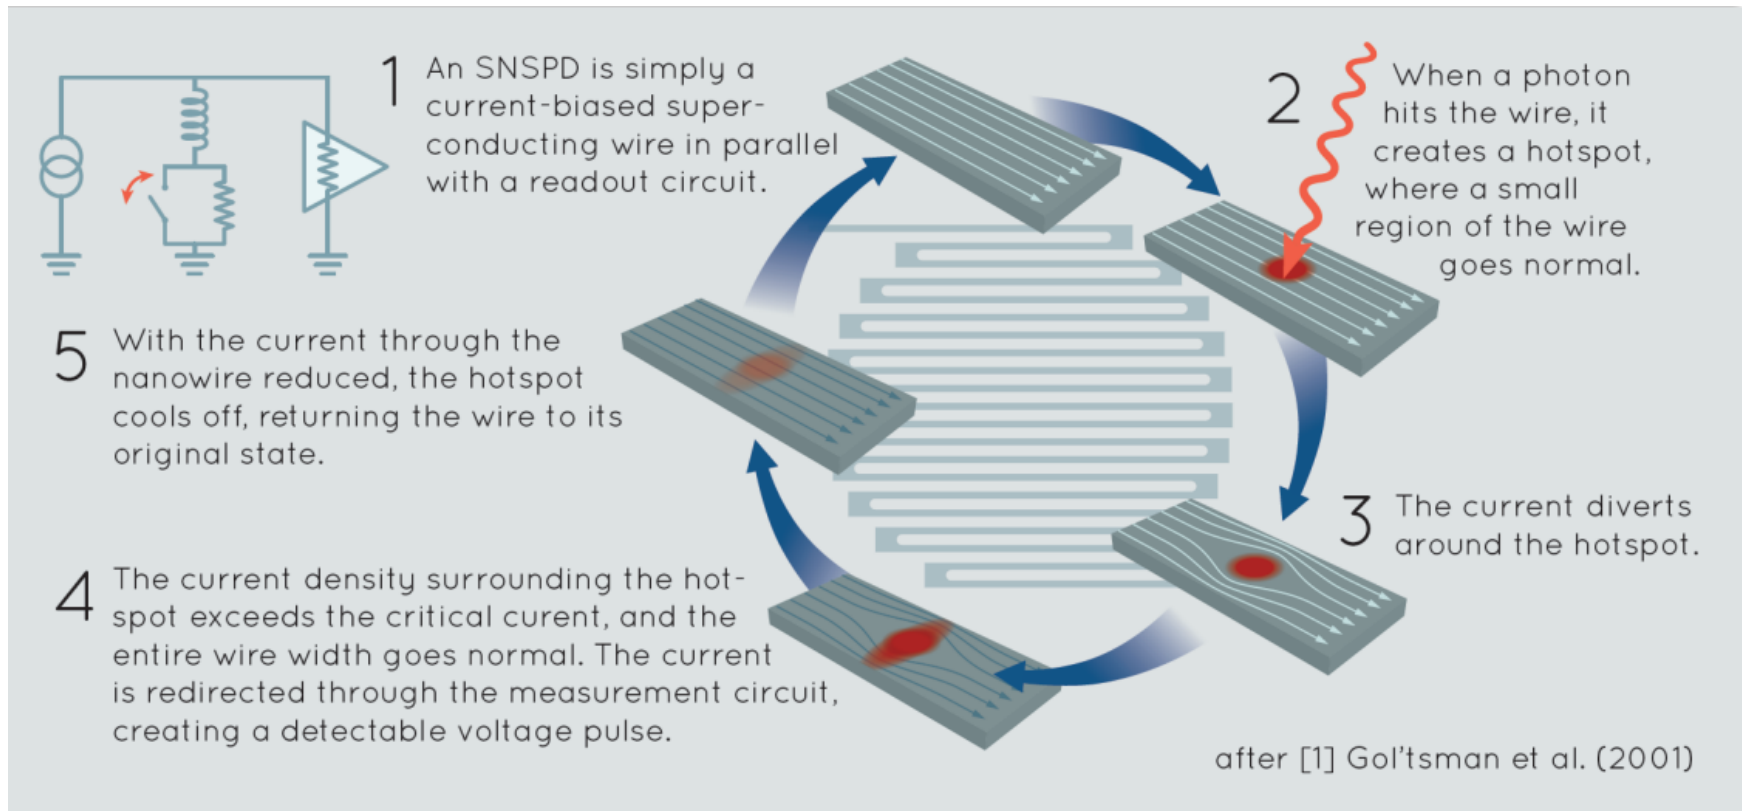 1
An SNSPD is simply a
current-biased super-
conducting wire in parallel
with a readout circuit.
2
When a photon
hits the wire, it
creates a hotspot,
where a small
region of the wire
goes normal.
3
The current diverts
around the hotspot.
4
The current density surrounding the hot-
spot exceeds the critical curent, and the
entire wire width goes normal. The current
is redirected through the measurement circuit,
creating a detectable voltage pulse.
5
With the current through the
nanowire reduced, the hotspot
cools off, returning the wire to its
original state.
after [1] Gol'tsman et al. (2001)